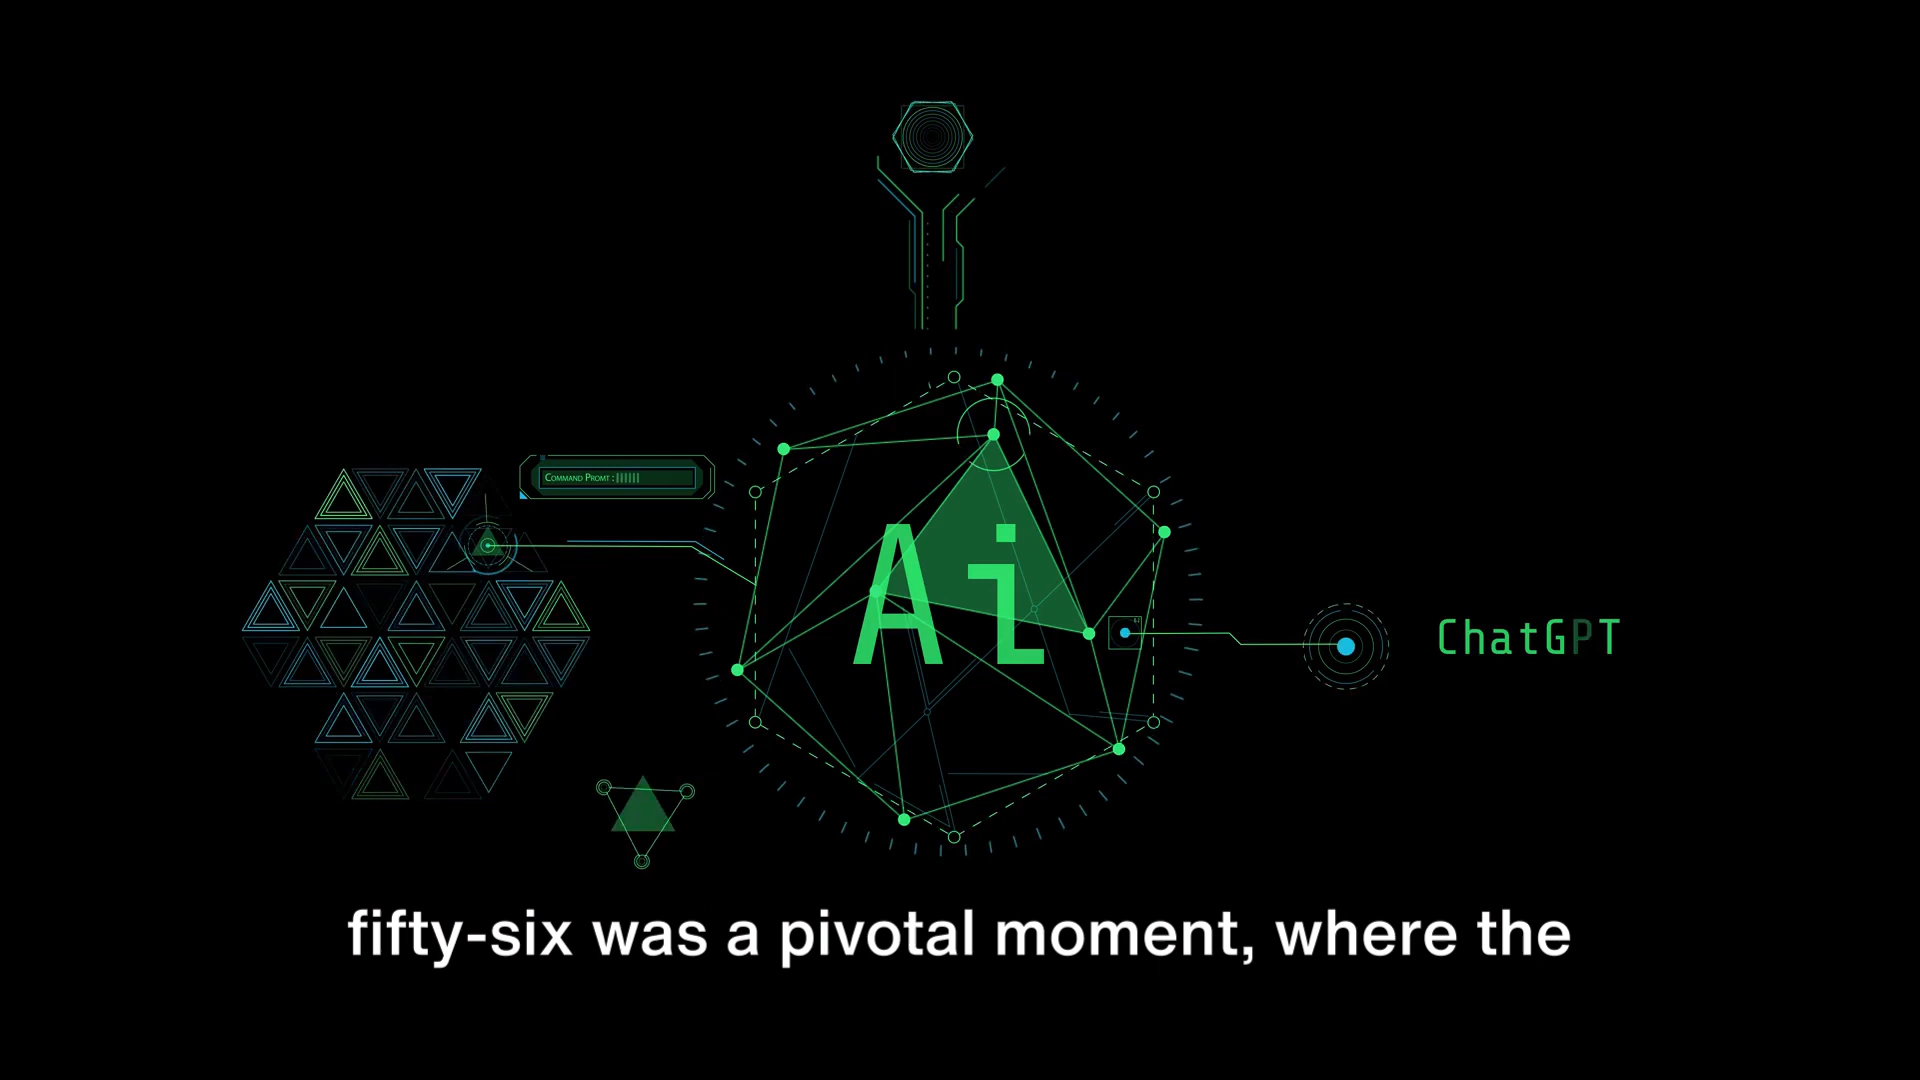 Command Promt :
Ai
ChatGPT
fifty-six was a pivotal moment, where the